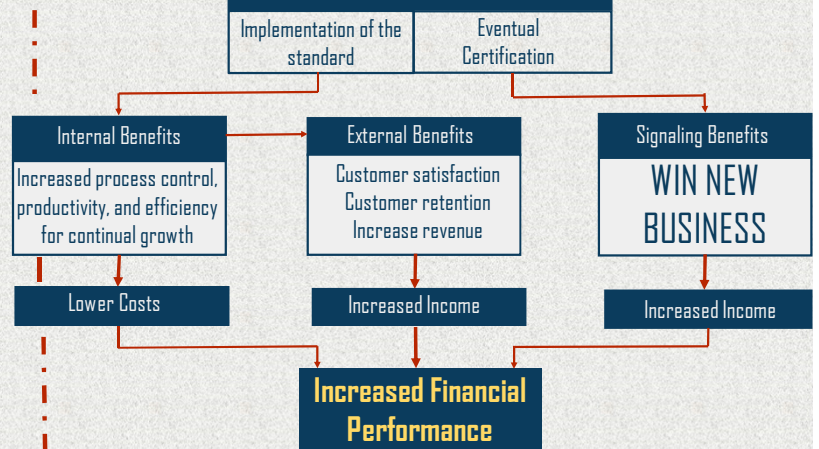 Implementation of the
standard
Eventual
Certification
Internal Benefits
Increased process control,
productivity, and efficiency
for continual growth
Lower Costs
External Benefits
Customer satisfaction
Customer retention
Increase revenue
Increased Income
Signaling Benefits
WIN NEW
BUSINESS
Increased Income
Increased Financial
Performance